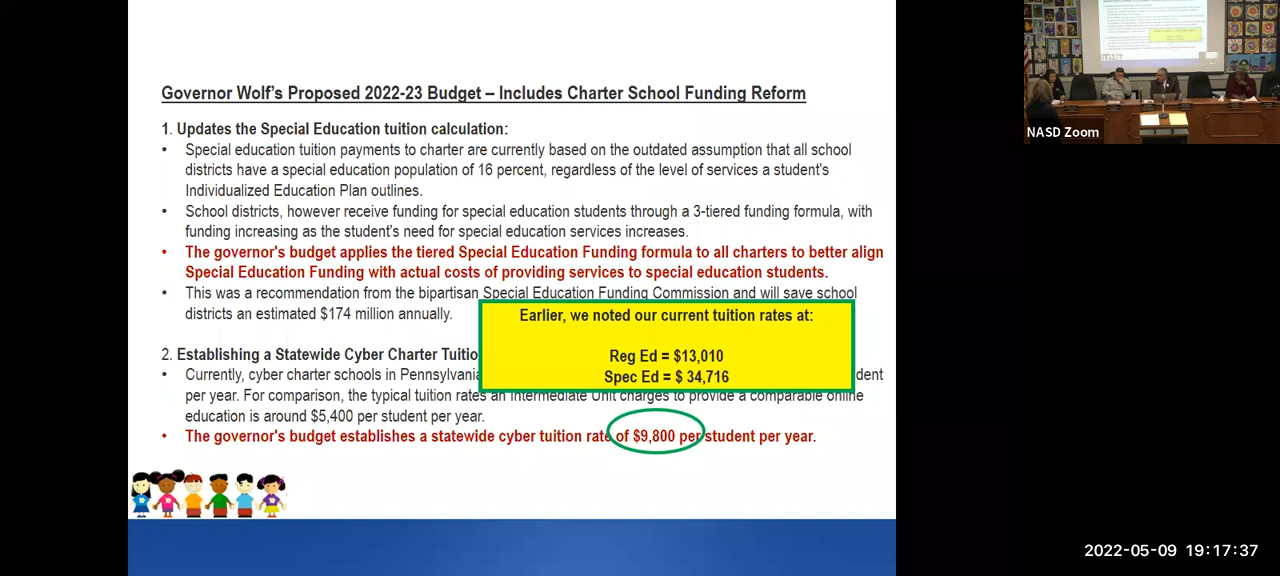 Governor Wolf's Proposed 2022-23 Budget – Includes Charter School Funding Reform
1. Updates the Special Education tuition calculation:
• Special education tuition payments to charter are currently based on the outdated assumption that all school
districts have a special education population of 16 percent, regardless of the level of services a student's
Individualized Education Plan outlines.
• School districts, however receive funding for special education students through a 3-tiered funding formula, with
funding increasing as the student's need for special education services increases.
• The governor's budget applies the tiered Special Education Funding formula to all charters to better align
Special Education Funding with actual costs of providing services to special education students.
• This was a recommendation from the bipartisan Special Education Funding Commission and will save school
districts an estimated $174 million annually.
Earlier, we noted our current tuition rates at:
Reg Ed = $13,010
Spec Ed = $ 34,716
2. Establishing a Statewide Cyber Charter Tuitio
• Currently, cyber charter schools in Pennsylvania
dent
per year. For comparison, the typical tuition rates an Intermediate Unit charges to provide a comparable online
education is around $5,400 per student per year.
• The governor's budget establishes a statewide cyber tuition rate of $9,800 per student per year.
NASD Zoom
2022-05-09 19:17:37